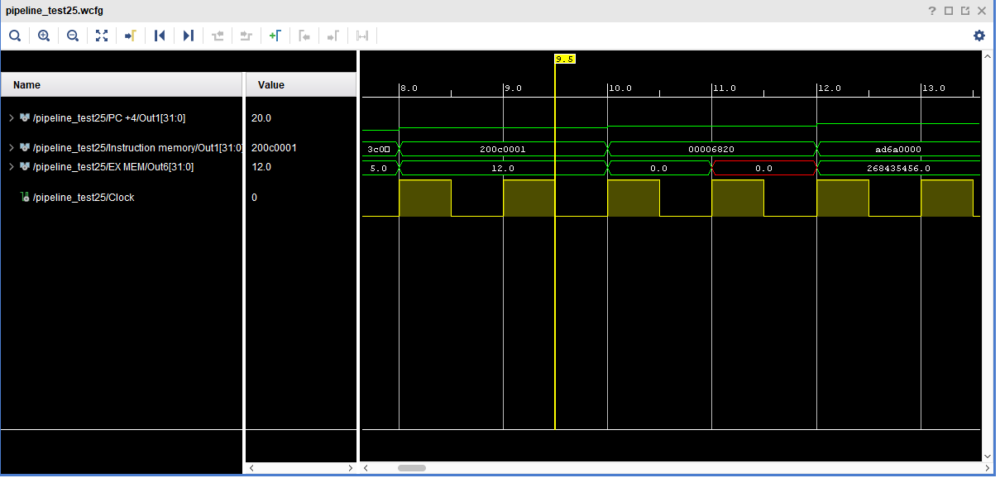 pipeline_test25.wcfg
?
9.5
Name Value
8.0 9.0 10.0 11.0 12.0 13.0
/pipeline_test25/PC +4/Out1[31:0] 20.0
/pipeline_test25/Instruction memory/Out1[31:0] 200c0001 3c0 200c0001 00006820 ad6a0000
/pipeline_test25/EX MEM/Out6[31:0] 12.0 5.0 12.0 0.0 0.0 268435456.0
/pipeline_test25/Clock 0